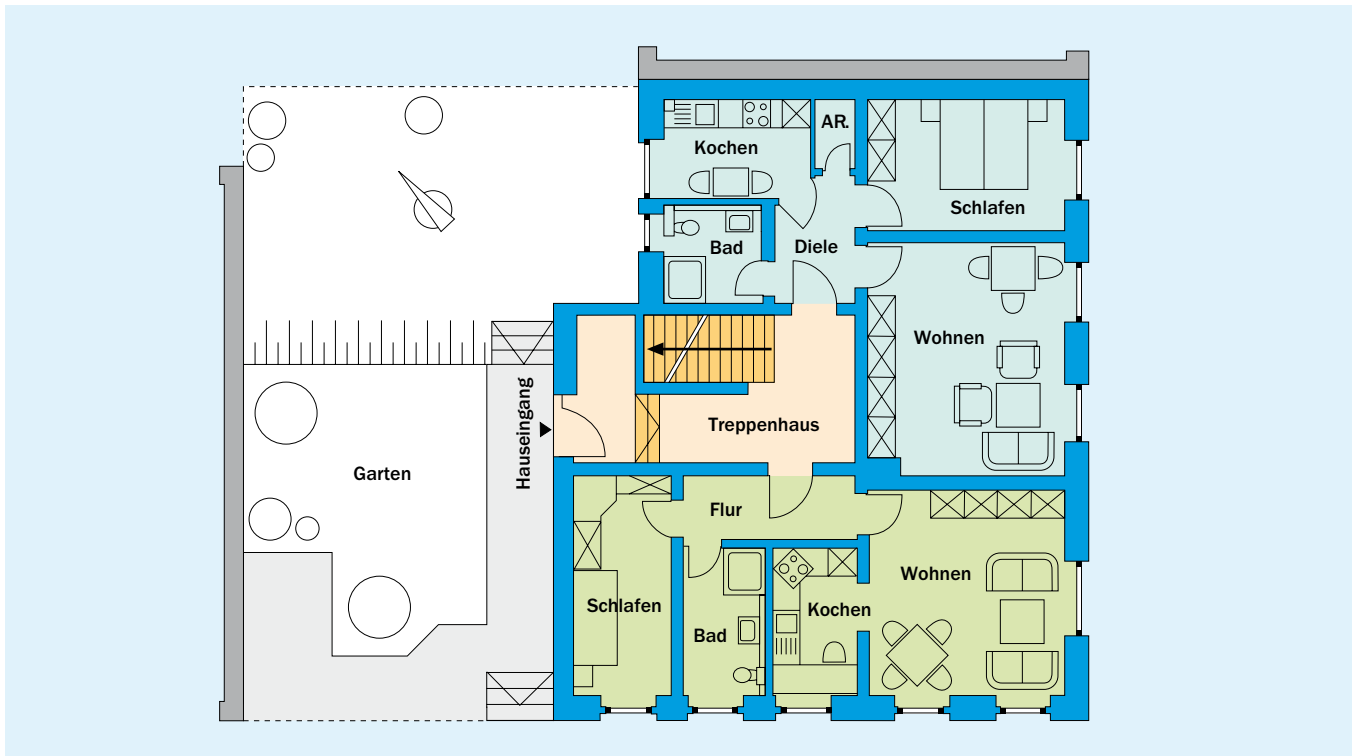 AR.
Kochen
Schlafen
Bad
Diele
Wohnen
Hauseingang
Treppenhaus
Garten
Flur
Wohnen
Schlafen
Kochen
Bad